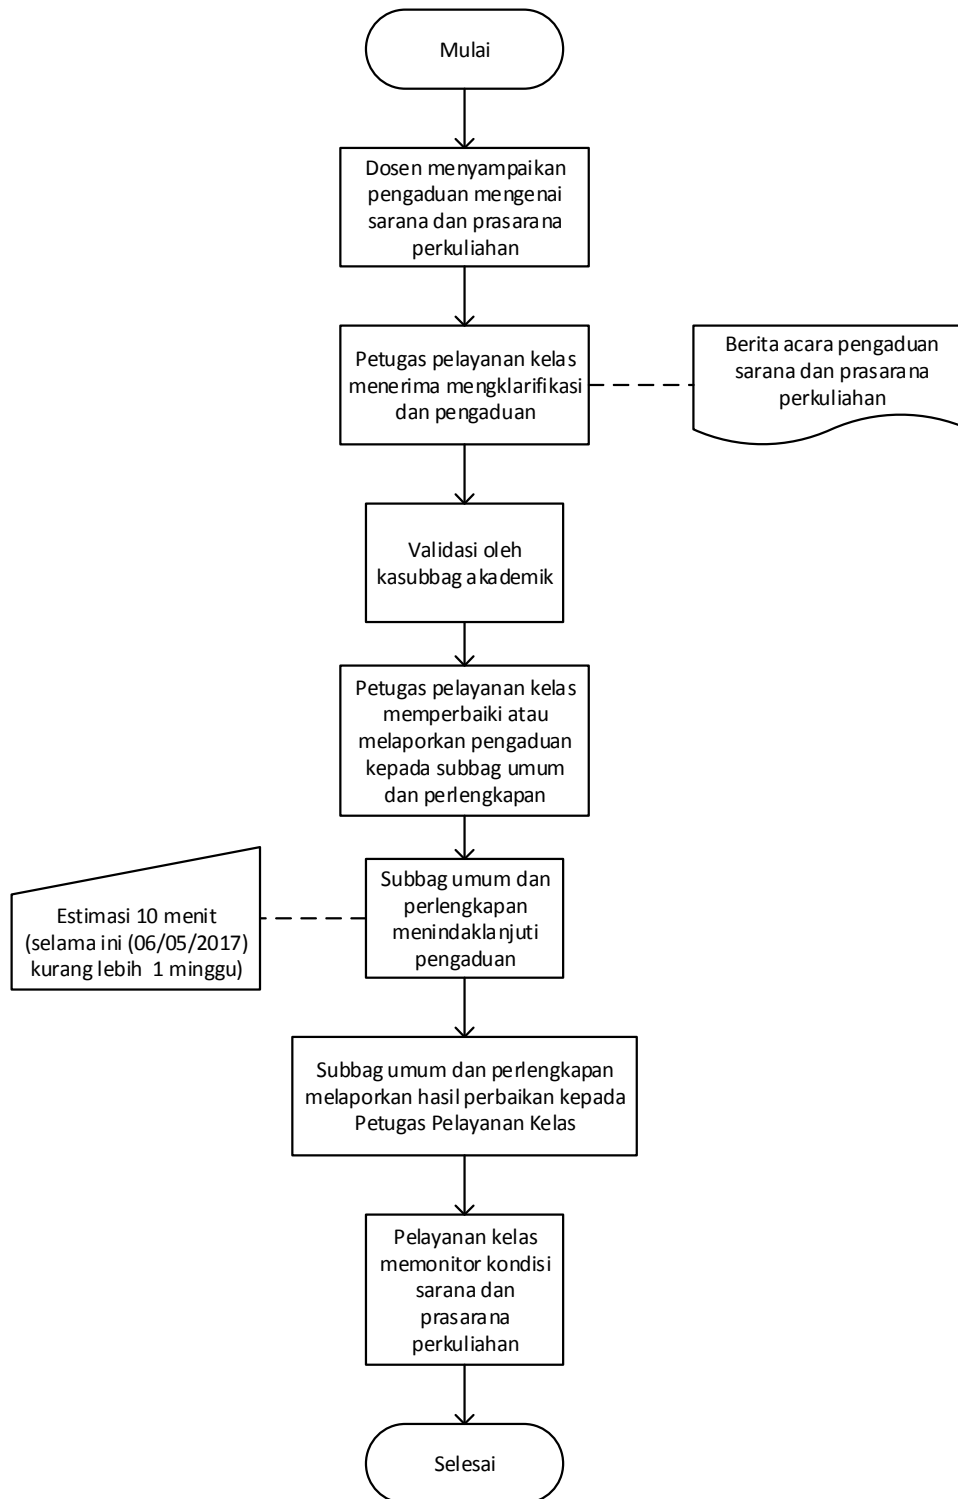 Mulai
Dosen menyampaikan
pengaduan mengenai
sarana dan prasarana
perkuliahan
Petugas pelayanan kelas
menerima mengklarifikasi
dan pengaduan
Berita acara pengaduan
sarana dan prasarana
perkuliahan
Validasi oleh
kasubbag akademik
Petugas pelayanan kelas
memperbaiki atau
melaporkan pengaduan
kepada subbag umum
dan perlengkapan
Subbag umum dan
perlengkapan
menindaklanjuti
pengaduan
Estimasi 10 menit
(selama ini (06/05/2017)
kurang lebih 1 minggu)
Subbag umum dan perlengkapan
melaporkan hasil perbaikan kepada
Petugas Pelayanan Kelas
Pelayanan kelas
memonitor kondisi
sarana dan
prasarana
perkuliahan
Selesai